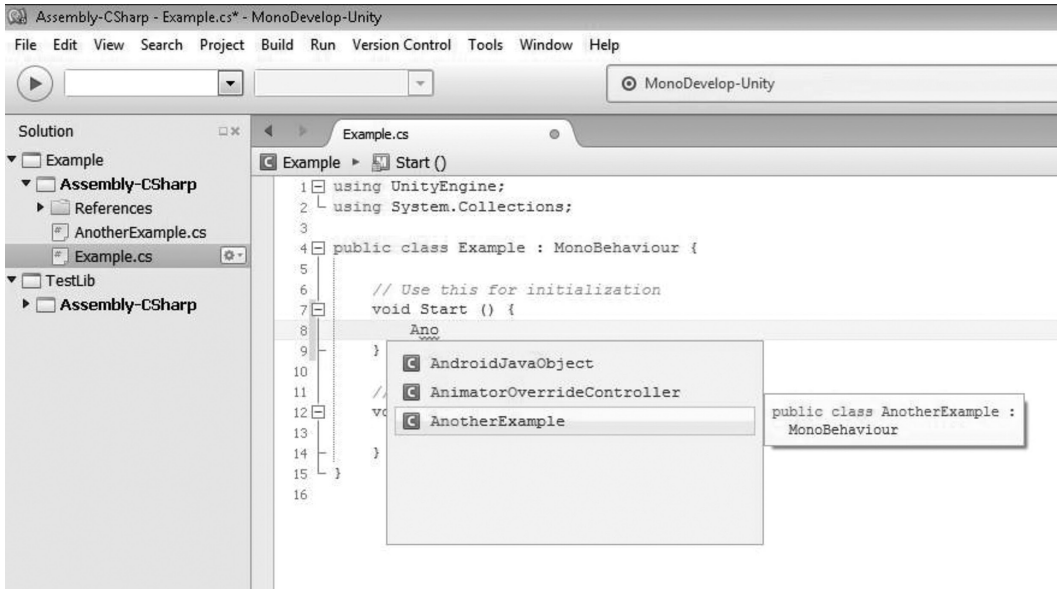 Assembly-CSharp - Example.cs* - MonoDevelop-Unity
File Edit View Search Project Build Run Version Control Tools Window Help
MonoDevelop-Unity
Solution
Example
Assembly-CSharp
References
AnotherExample.cs
Example.cs
TestLib
Assembly-CSharp
Example.cs
Example Start ()
1 using UnityEngine;
2 using System.Collections;
3
4 public class Example : MonoBehaviour {
5
6 // Use this for initialization
7 void Start () {
8 Ano
9 }
10
11 //
12 vo
13
14 }
15 }
16
AndroidJavaObject
AnimatorOverrideController
AnotherExample
public class AnotherExample :
MonoBehaviour